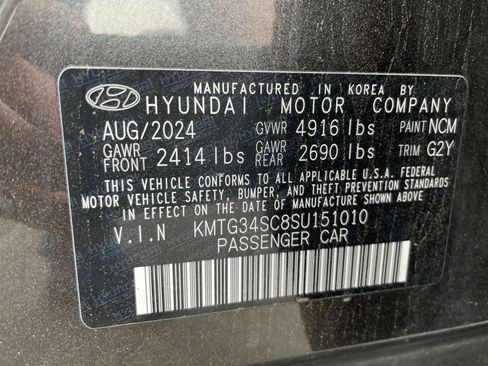 MANUFACTURED IN KOREA BY
HYUNDAI MOTOR COMPANY
AUG/2024 GVWR 4916 lbs PAINT NCM
GAWR FRONT 2414 lbs GAWR REAR 2690 lbs TRIM G2Y
THIS VEHICLE CONFORMS TO ALL APPLICABLE U.S.A. FEDERAL
MOTOR VEHICLE SAFETY, BUMPER, AND THEFT PREVENTION STANDARDS
IN EFFECT ON THE DATE OF MANUFACTURE SHOWN ABOVE.
V.I.N KMTG34SC8SU151010
PASSENGER CAR